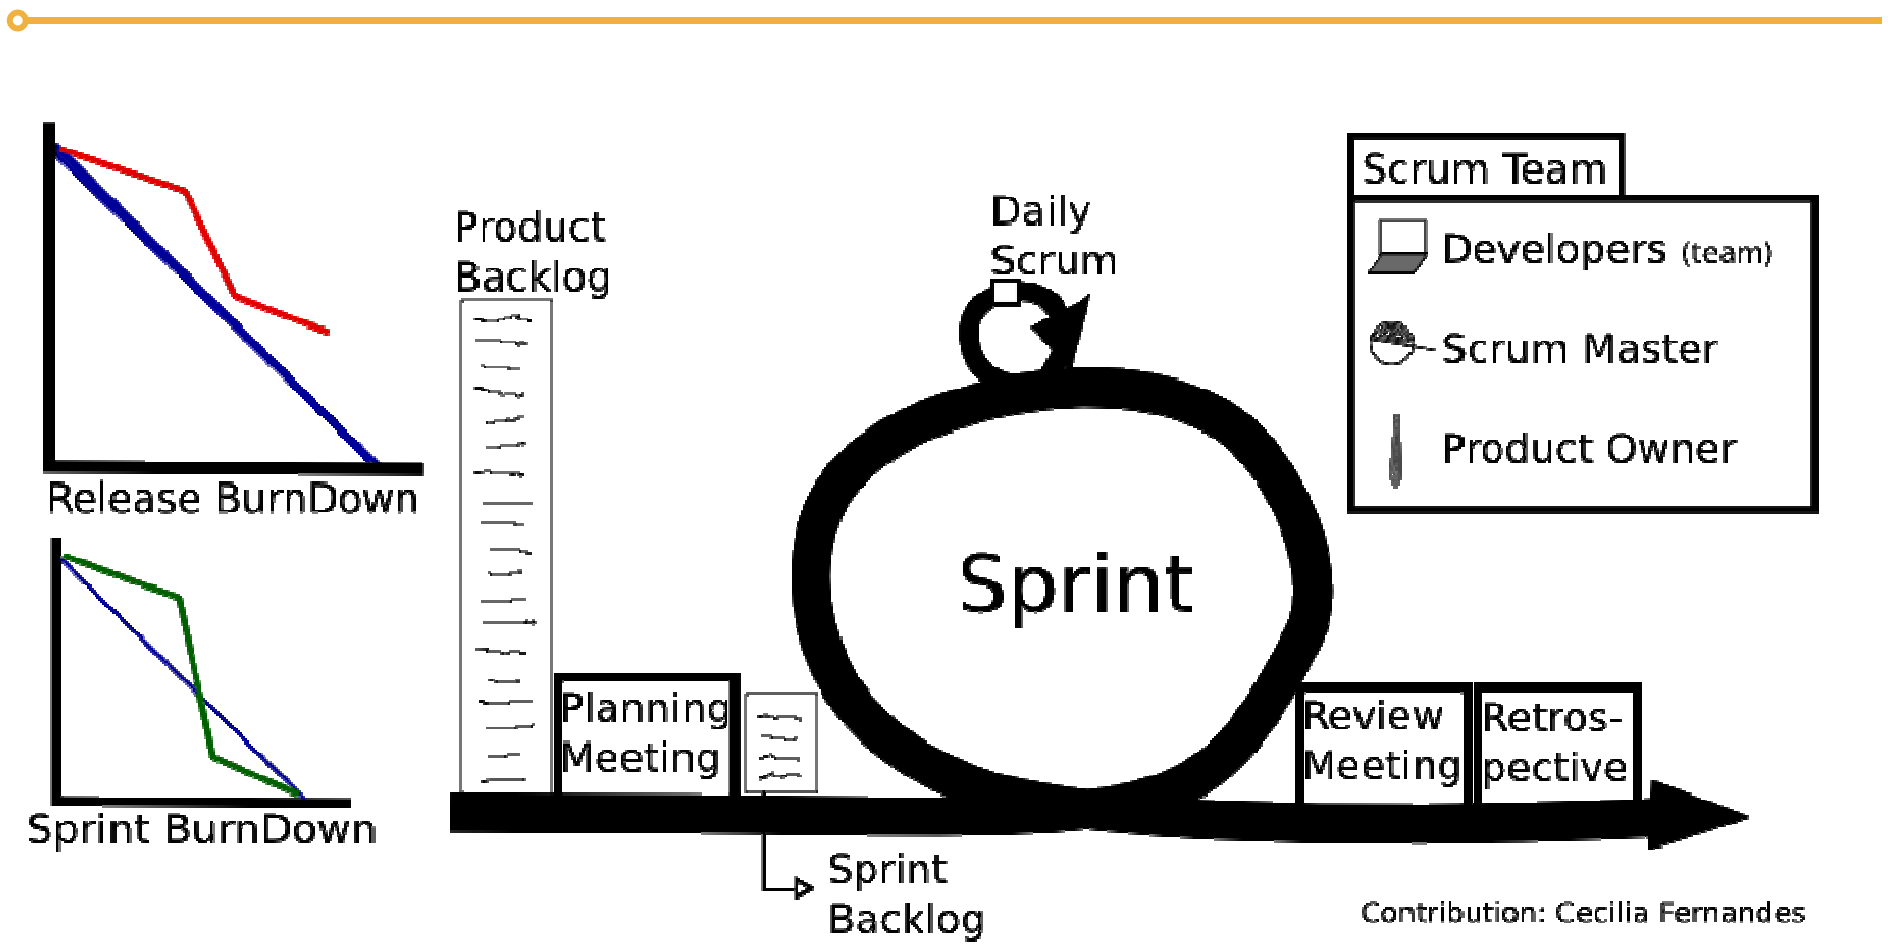 Release BurnDown
Sprint BurnDown
Product
Backlog
Planning
Meeting
Sprint
Backlog
Daily
Scrum
Sprint
Review
Meeting
Retros-
pective
Scrum Team
Developers (team)
Scrum Master
Product Owner
Contribution: Cecilia Fernandes